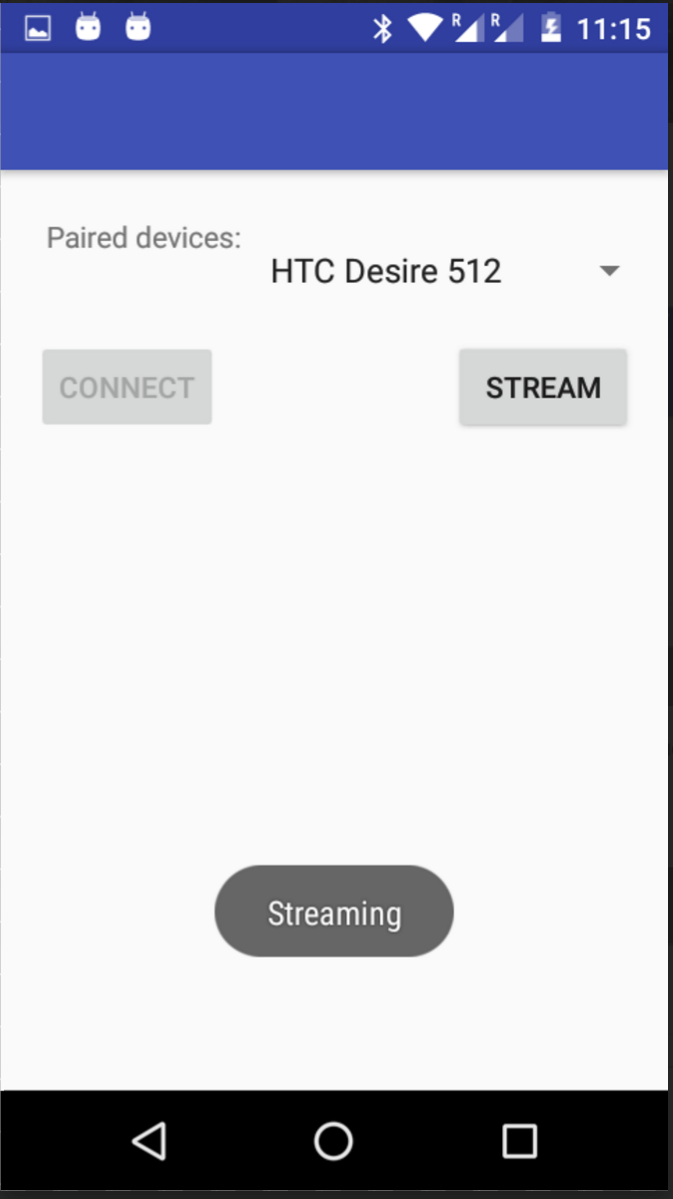 R R 11:15
Paired devices:
HTC Desire 512
CONNECT STREAM
Streaming